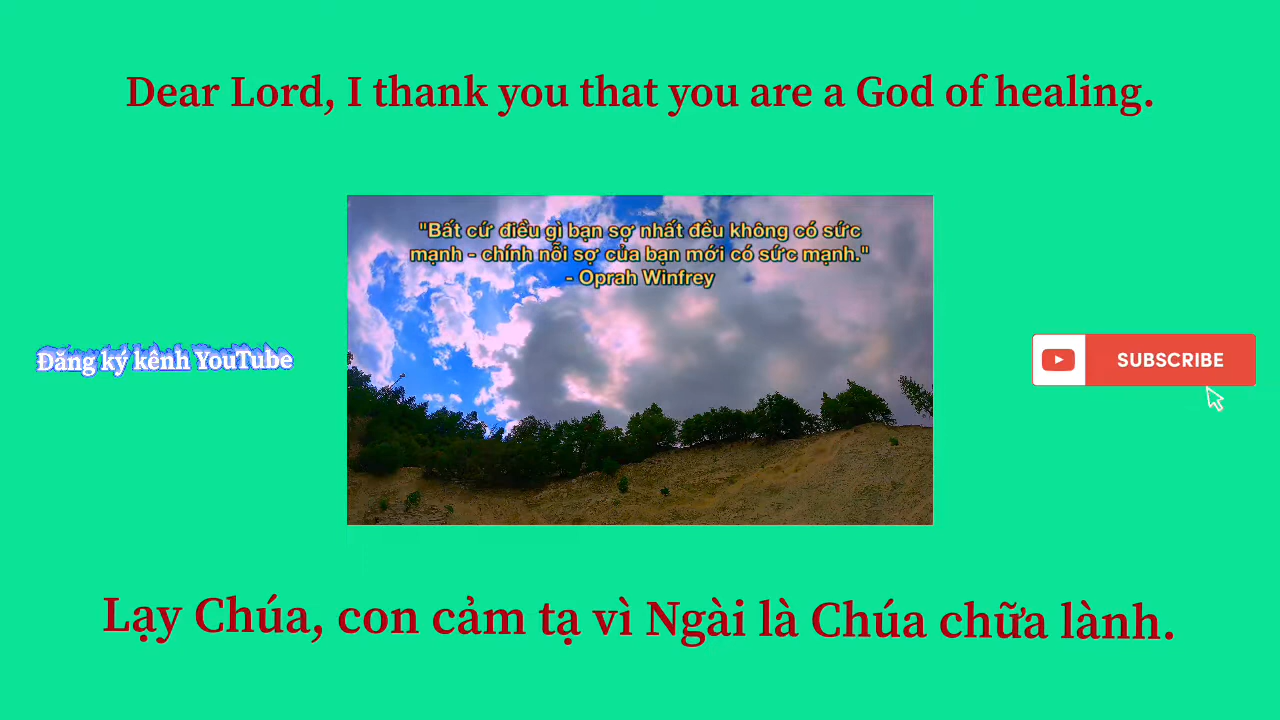 Dear Lord, I thank you that you are a God of healing.
"Bất cứ điều gì bạn sợ nhất đều không có sức
mạnh - chính nỗi sợ của bạn mới có sức mạnh."
- Oprah Winfrey
Đăng ký kênh YouTube
SUBSCRIBE
Lạy Chúa, con cảm tạ vì Ngài là Chúa chữa lành.